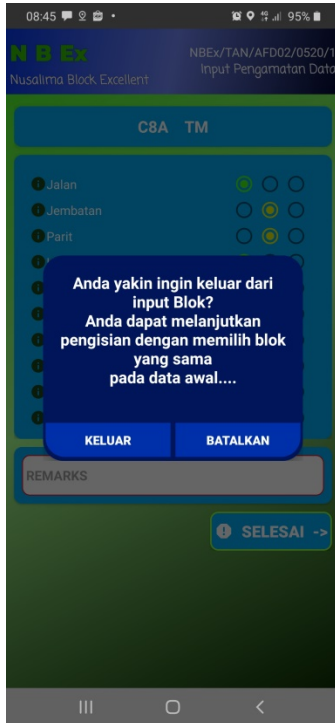 08:45
95%
N B Ex
Nusalima Block Excellent
NBEx/TAN/AFD02/0520/1
Input Pengamatan Data
C8A TM
Jalan
Jembatan
Parit
Anda yakin ingin keluar dari
input Blok?
Anda dapat melanjutkan
pengisian dengan memilih blok
yang sama
pada data awal....
KELUAR
BATALKAN
REMARKS
SELESAI ->